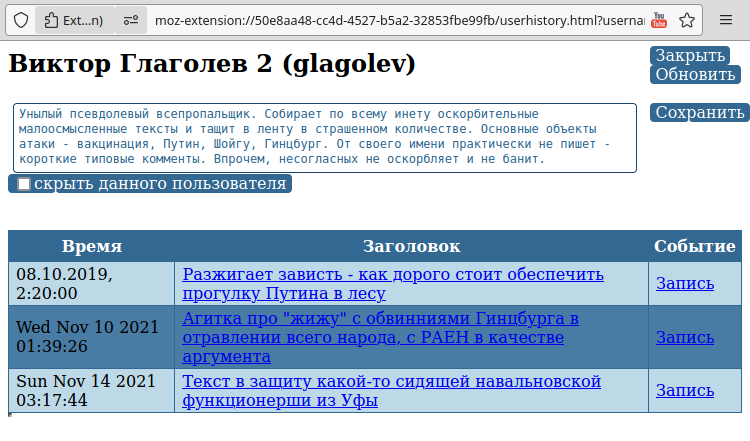 Ext...n) moz-extension://50e8aa48-cc4d-4527-b5a2-32853fbe99fb/userhistory.html?userna
You Tube
Виктор Глаголев 2 (glagolev)
Закрыть
Обновить
Унылый псевдолевый всепропальщик. Собирает по всему инету оскорбительные
малоосмысленные тексты и тащит в ленту в страшенном количестве. Основные объекты
атаки - вакцинация, Путин, Шойгу, Гинцбург. От своего имени практически не пишет -
короткие типовые комменты. Впрочем, несогласных не оскорбляет и не банит.
Сохранить
скрыть данного пользователя
Время Заголовок Событие
08.10.2019,
2:20:00
Разжигает зависть - как дорого стоит обеспечить
прогулку Путина в лесу
Запись
Wed Nov 10 2021
01:39:26
Агитка про "жижу" с обвинниями Гинцбурга в
отравлении всего народа, с РАЕН в качестве
аргумента
Запись
Sun Nov 14 2021
03:17:44
Текст в защиту какой-то сидящей навальновской
функционерши из Уфы
Запись